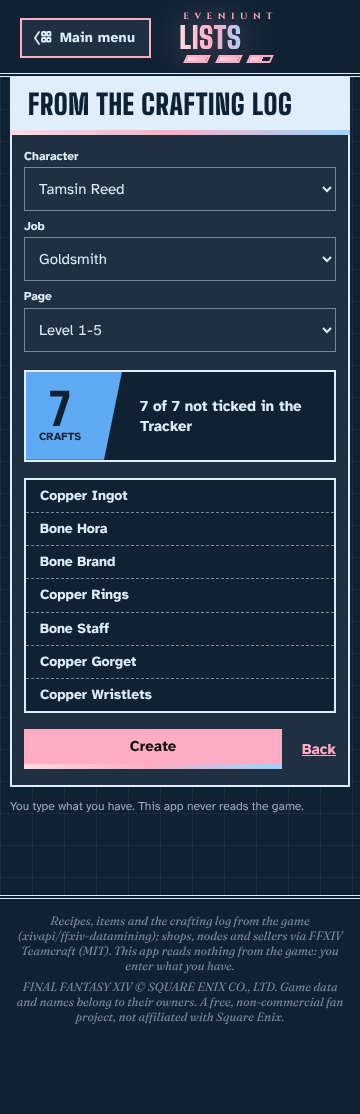 Main menu
EVENIUNT
LISTS
FROM THE CRAFTING LOG
Character
Tamsin Reed
Job
Goldsmith
Page
Level 1-5
7
CRAFTS
7 of 7 not ticked in the
Tracker
Copper Ingot
Bone Hora
Bone Brand
Copper Rings
Bone Staff
Copper Gorget
Copper Wristlets
Create
Back
You type what you have. This app never reads the game.
Recipes, items and the crafting log from the game
(xivapi/ffxiv-datamining); shops, nodes and sellers via FFXIV
Teamcraft (MIT). This app reads nothing from the game: you
enter what you have.
FINAL FANTASY XIV © SQUARE ENIX CO., LTD. Game data
and names belong to their owners. A free, non-commercial fan
project, not affiliated with Square Enix.